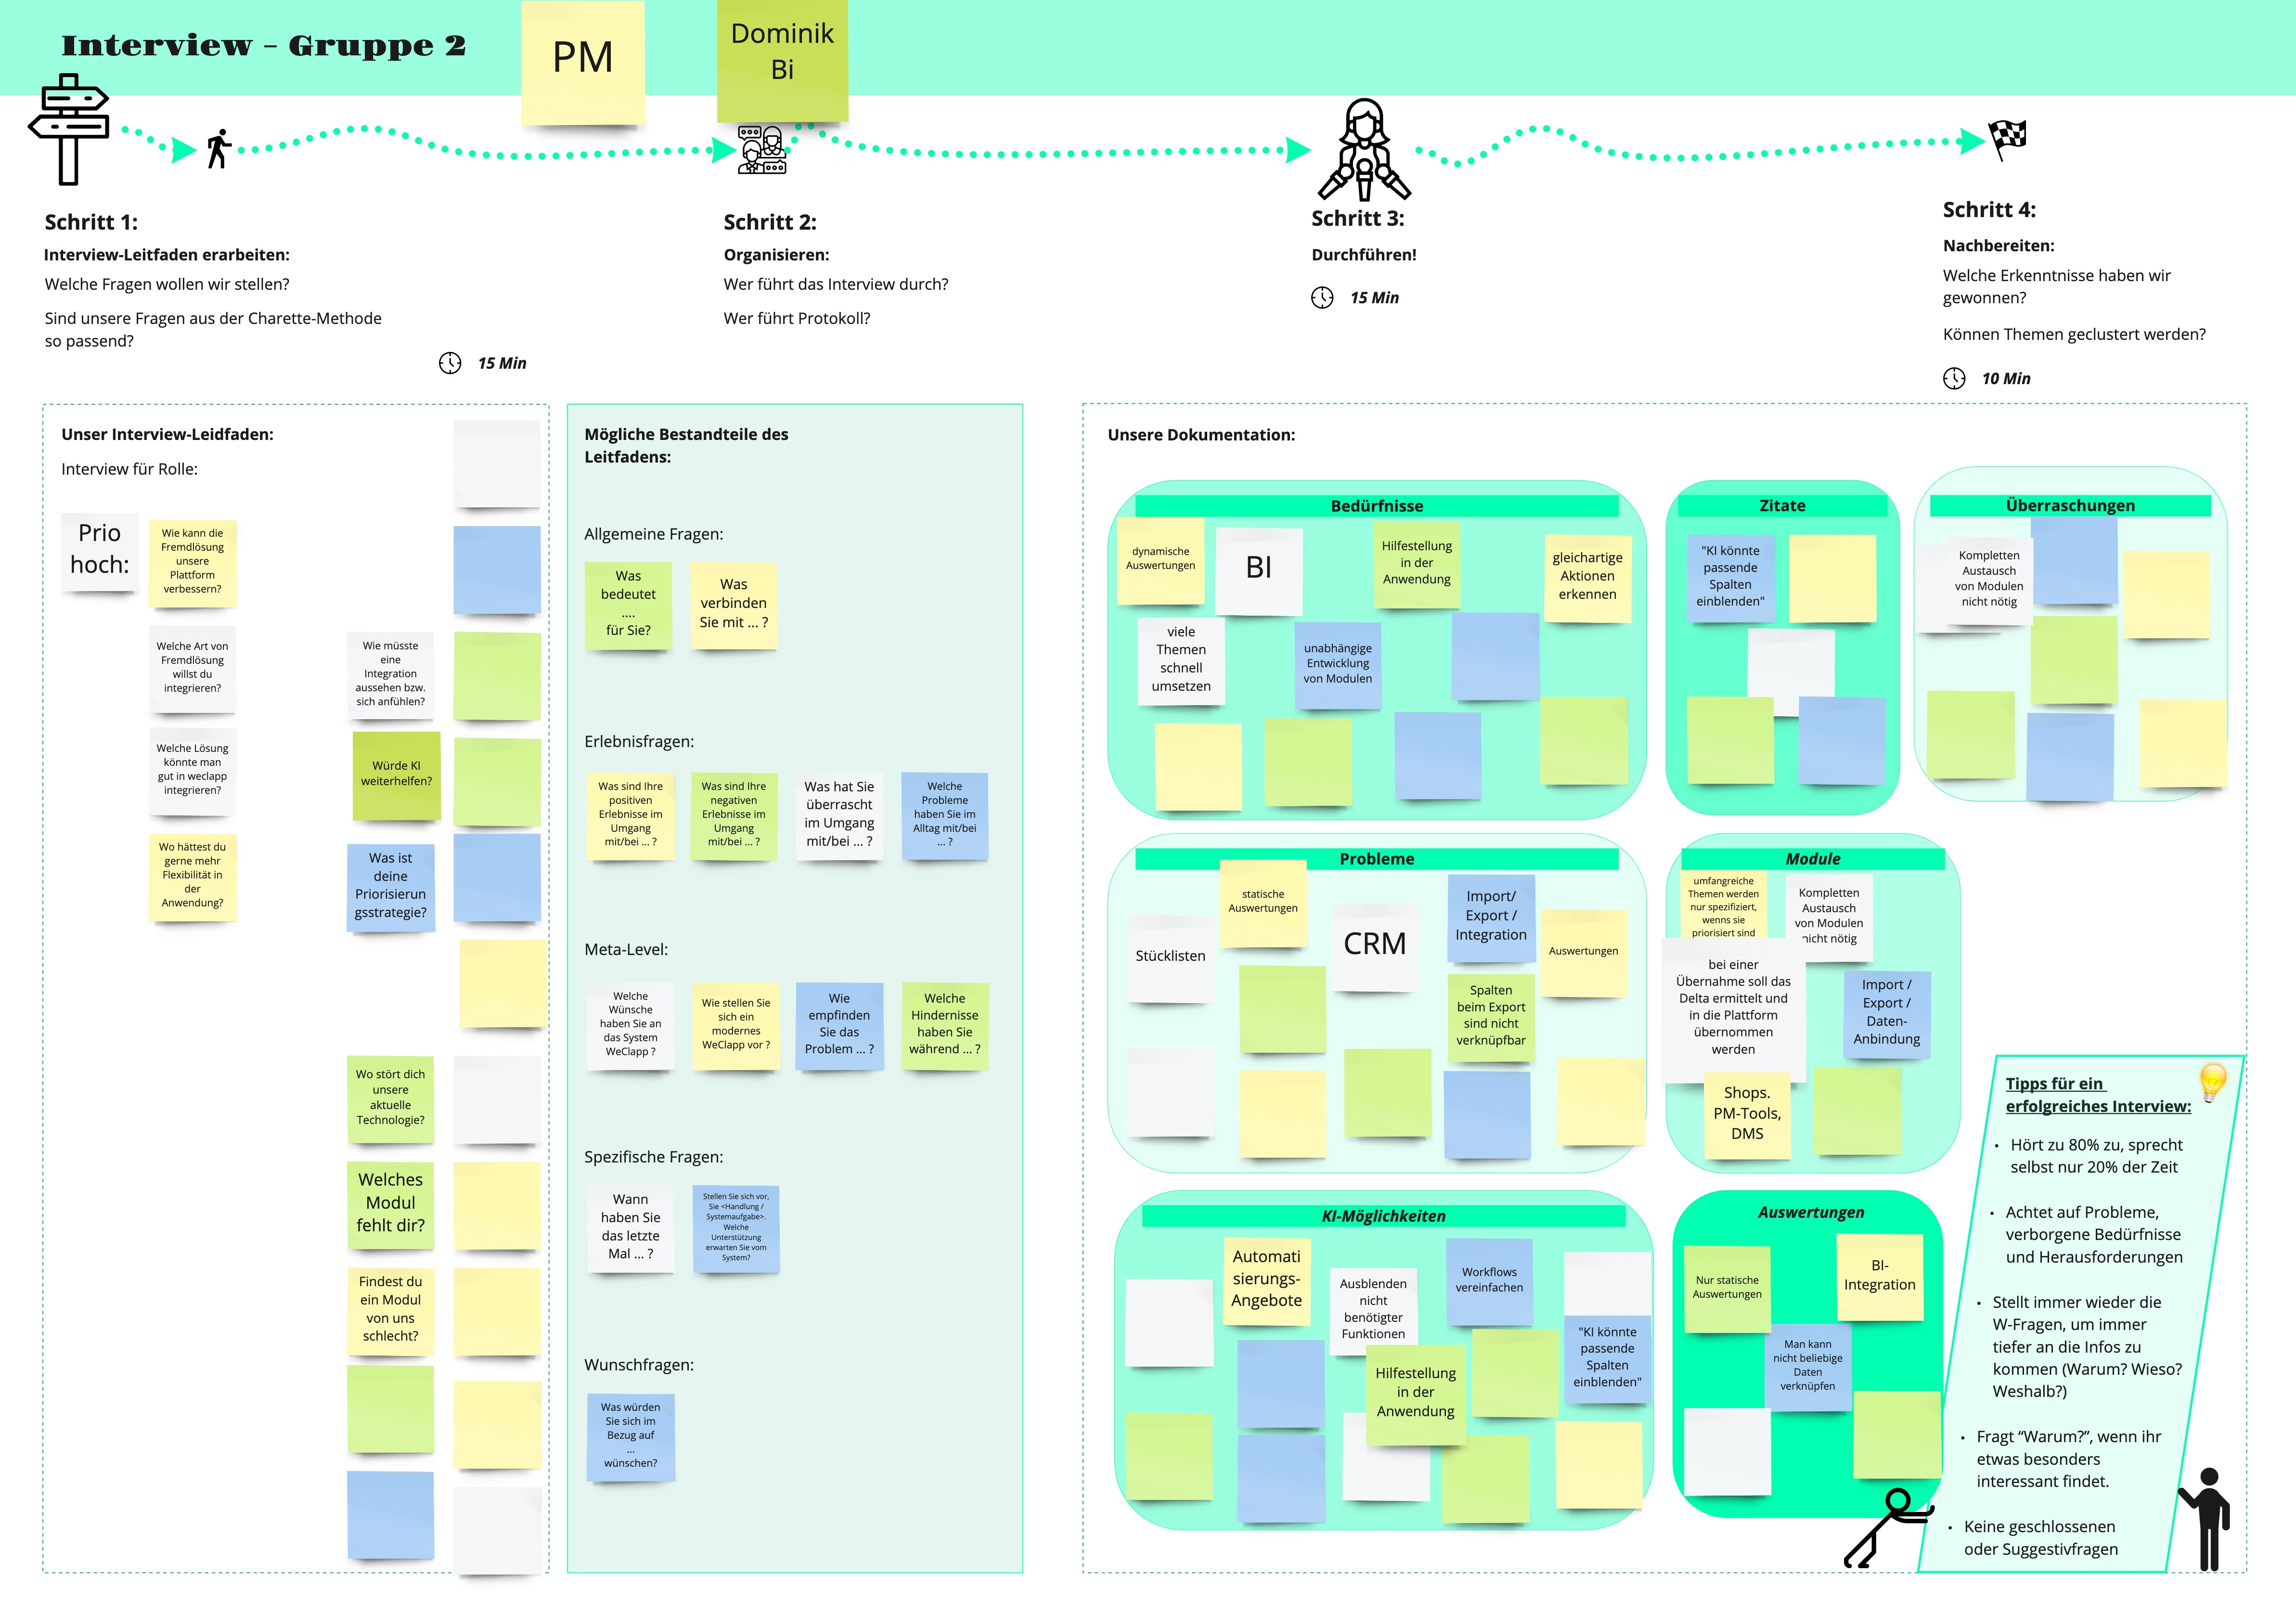 Interview - Gruppe 2
PM
Dominik
Bi
Schritt 1:
Interview-Leitfaden erarbeiten:
Welche Fragen wollen wir stellen?
Sind unsere Fragen aus der Charette-Methode
so passend?
15 Min
Schritt 2:
Organisieren:
Wer führt das Interview durch?
Wer führt Protokoll?
Schritt 3:
Durchführen!
15 Min
Schritt 4:
Nachbereiten:
Welche Erkenntnisse haben wir
gewonnen?
Können Themen geclustert werden?
10 Min
Unser Interview-Leidfaden:
Interview für Rolle:
Prio
hoch:
Wie kann die
Fremdlösung
unsere
Plattform
verbessern?
Welche Art von
Fremdlösung
willst du
integrieren?
Welche Lösung
könnte man
gut in weclapp
integrieren?
Wo hättest du
gerne mehr
Flexibilität in
der
Anwendung?
Wie müsste
eine
Integration
aussehen bzw.
sich anfühlen?
Würde KI
weiterhelfen?
Was ist
deine
Priorisierun
gsstrategie?
Wo stört dich
unsere
aktuelle
Technologie?
Welches
Modul
fehlt dir?
Findest du
ein Modul
von uns
schlecht?
Mögliche Bestandteile des
Leitfadens:
Allgemeine Fragen:
Was
bedeutet
....
für Sie?
Was
verbinden
Sie mit ... ?
Erlebnisfragen:
Was sind Ihre
positiven
Erlebnisse im
Umgang
mit/bei ... ?
Was sind Ihre
negativen
Erlebnisse im
Umgang
mit/bei ... ?
Was hat Sie
überrascht
im Umgang
mit/bei ... ?
Welche
Probleme
haben Sie im
Alltag mit/bei
... ?
Meta-Level:
Welche
Wünsche
haben Sie an
das System
WeClapp ?
Wie stellen Sie
sich ein
modernes
WeClapp vor ?
Wie
empfinden
Sie das
Problem ... ?
Welche
Hindernisse
haben Sie
während ... ?
Spezifische Fragen:
Wann
haben Sie
das letzte
Mal ... ?
Stellen Sie sich vor,
Sie <Handlung /
Systemaufgabe>.
Welche
Unterstützung
erwarten Sie vom
System?
Wunschfragen:
Was würden
Sie sich im
Bezug auf
...
wünschen?
Unsere Dokumentation:
Bedürfnisse
dynamische
Auswertungen
BI
Hilfestellung
in der
Anwendung
gleichartige
Aktionen
erkennen
viele
Themen
schnell
umsetzen
unabhängige
Entwicklung
von Modulen
Zitate
"KI könnte
passende
Spalten
einblenden"
Überraschungen
Kompletten
Austausch
von Modulen
nicht nötig
Probleme
statische
Auswertungen
Stücklisten
CRM
Import/
Export /
Integration
Auswertungen
Spalten
beim Export
sind nicht
verknüpfbar
Module
umfangreiche
Themen werden
nur spezifiziert,
wenns sie
priorisiert sind
Kompletten
Austausch
von Modulen
nicht nötig
bei einer
Übernahme soll das
Delta ermittelt und
in die Plattform
übernommen
werden
Import /
Export /
Daten-
Anbindung
Shops.
PM-Tools,
DMS
KI-Möglichkeiten
Automati
sierungs-
Angebote
Ausblenden
nicht
benötigter
Funktionen
Workflows
vereinfachen
"KI könnte
passende
Spalten
einblenden"
Hilfestellung
in der
Anwendung
Auswertungen
Nur statische
Auswertungen
BI-
Integration
Man kann
nicht beliebige
Daten
verknüpfen
Tipps für ein
erfolgreiches Interview:
• Hört zu 80% zu, sprecht
selbst nur 20% der Zeit
• Achtet auf Probleme,
verborgene Bedürfnisse
und Herausforderungen
• Stellt immer wieder die
W-Fragen, um immer
tiefer an die Infos zu
kommen (Warum? Wieso?
Weshalb?)
• Fragt “Warum?”, wenn ihr
etwas besonders
interessant findet.
• Keine geschlossenen
oder Suggestivfragen